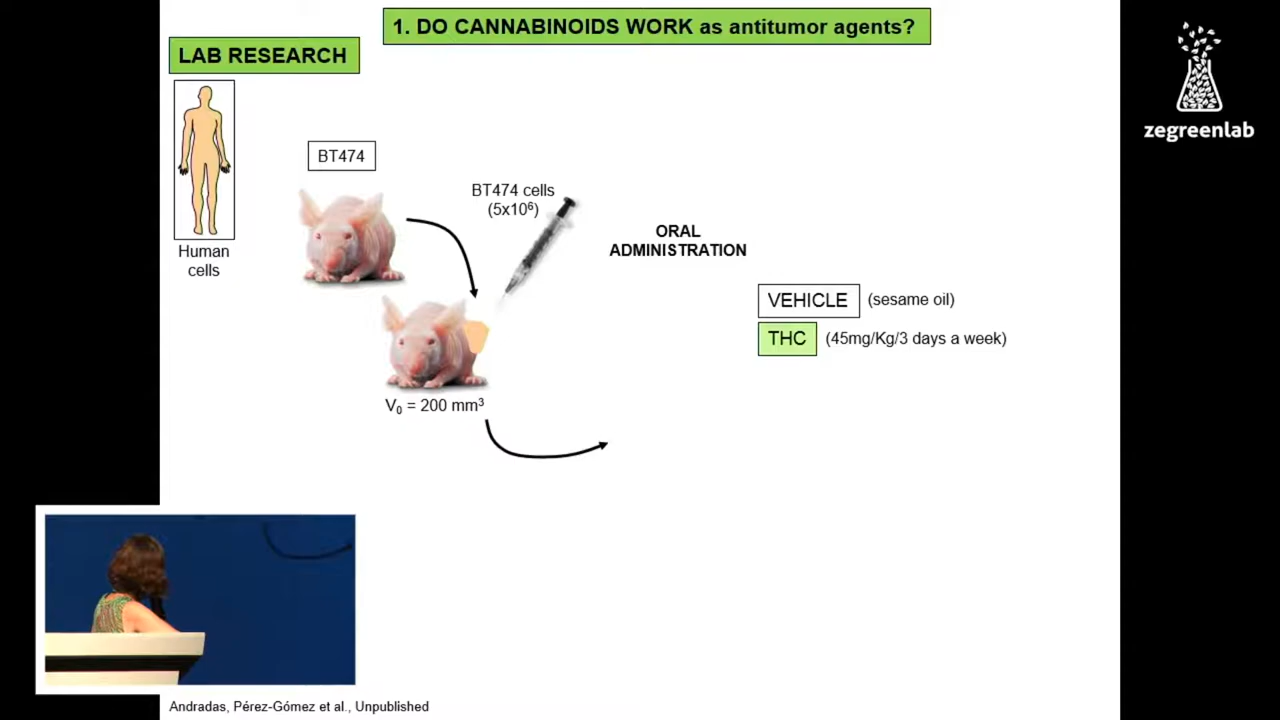 1. DO CANNABINOIDS WORK as antitumor agents?
LAB RESEARCH
zegreenlab
BT474
BT474 cells
(5x10⁶)
Human
cells
ORAL
ADMINISTRATION
VEHICLE (sesame oil)
THC (45mg/Kg/3 days a week)
V₀ = 200 mm³
Andradas, Pérez-Gómez et al., Unpublished